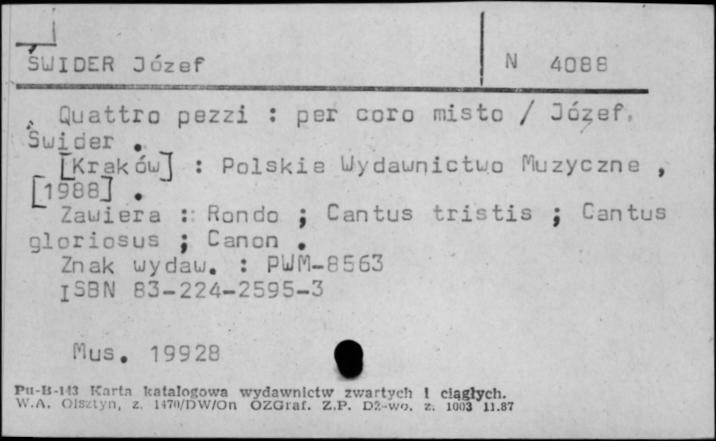 ŚWIDER Józef
N 4088
Quattro pezzi : per coro misto / Józef
Świder .
[Kraków] : Polskie Wydawnictwo Muzyczne ,
[1988] .
Zawiera : Rondo ; Cantus tristis ; Cantus
gloriosus ; Canon .
Znak wydaw. : PWM-8563
ISBN 83-224-2595-3
Mus. 19928
Pu-B-143 Karta katalogowa wydawnictw zwartych i ciągłych.
W.A. Olsztyn, z. 1470/DW/On OZGraf. Z.P. Dz-wo. z. 1003 11.87